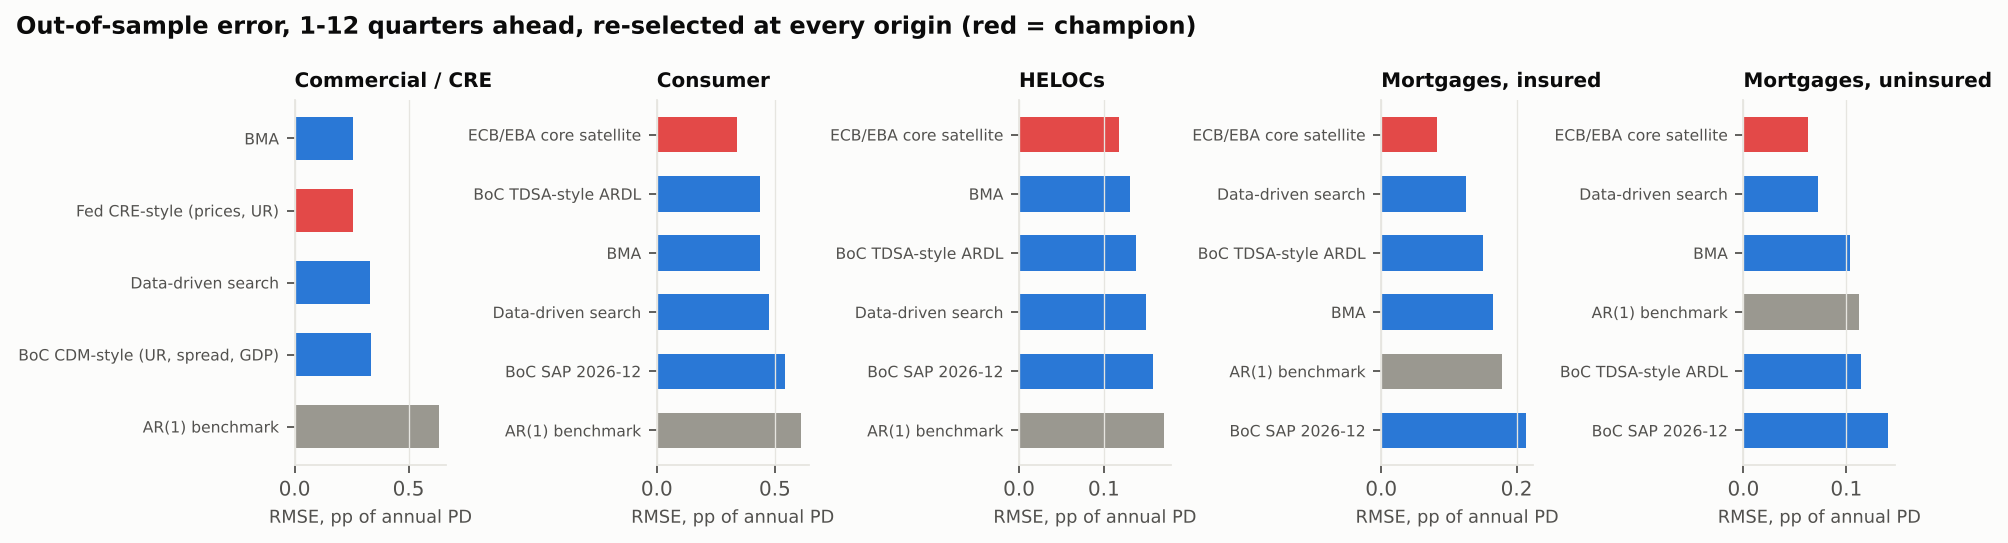 Out-of-sample error, 1-12 quarters ahead, re-selected at every origin (red = champion)
Commercial / CRE
BMA
Fed CRE-style (prices, UR)
Data-driven search
BoC CDM-style (UR, spread, GDP)
AR(1) benchmark
0.0 0.5
RMSE, pp of annual PD
Consumer
ECB/EBA core satellite
BoC TDSA-style ARDL
BMA
Data-driven search
BoC SAP 2026-12
AR(1) benchmark
0.0 0.5
RMSE, pp of annual PD
HELOCs
ECB/EBA core satellite
BMA
BoC TDSA-style ARDL
Data-driven search
BoC SAP 2026-12
AR(1) benchmark
0.0 0.1
RMSE, pp of annual PD
Mortgages, insured
ECB/EBA core satellite
Data-driven search
BoC TDSA-style ARDL
BMA
AR(1) benchmark
BoC SAP 2026-12
0.0 0.2
RMSE, pp of annual PD
Mortgages, uninsured
ECB/EBA core satellite
Data-driven search
BMA
AR(1) benchmark
BoC TDSA-style ARDL
BoC SAP 2026-12
0.0 0.1
RMSE, pp of annual PD